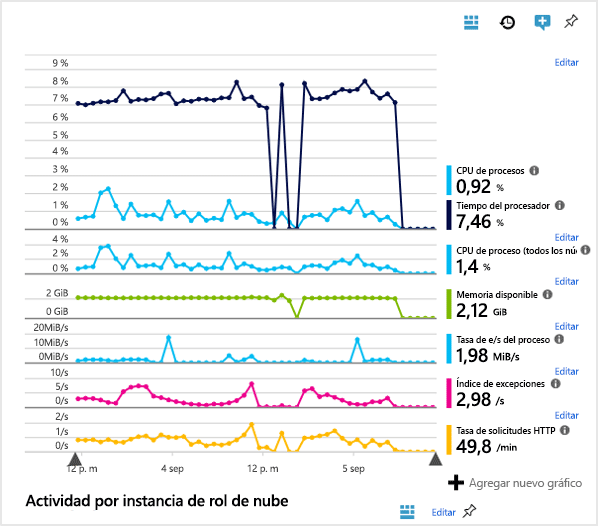 Editar
9 %
8 %
7 %
6 %
5 %
4 %
3 %
2 %
1 %
0 %
CPU de procesos
0,92 %
Tiempo del procesador
7,46 %
Editar
4 %
2 %
0 %
CPU de proceso (todos los núc
1,4 %
Editar
2 GiB
0 GiB
Memoria disponible
2,12 GiB
Editar
20MiB/s
10MiB/s
0MiB/s
Tasa de e/s del proceso
1,98 MiB/s
Editar
10/s
5/s
0/s
Índice de excepciones
2,98 /s
Editar
2/s
1/s
0/s
Tasa de solicitudes HTTP
49,8 /min
12 p. m
4 sep
12 p. m
5 sep
Agregar nuevo gráfico
Actividad por instancia de rol de nube
Editar